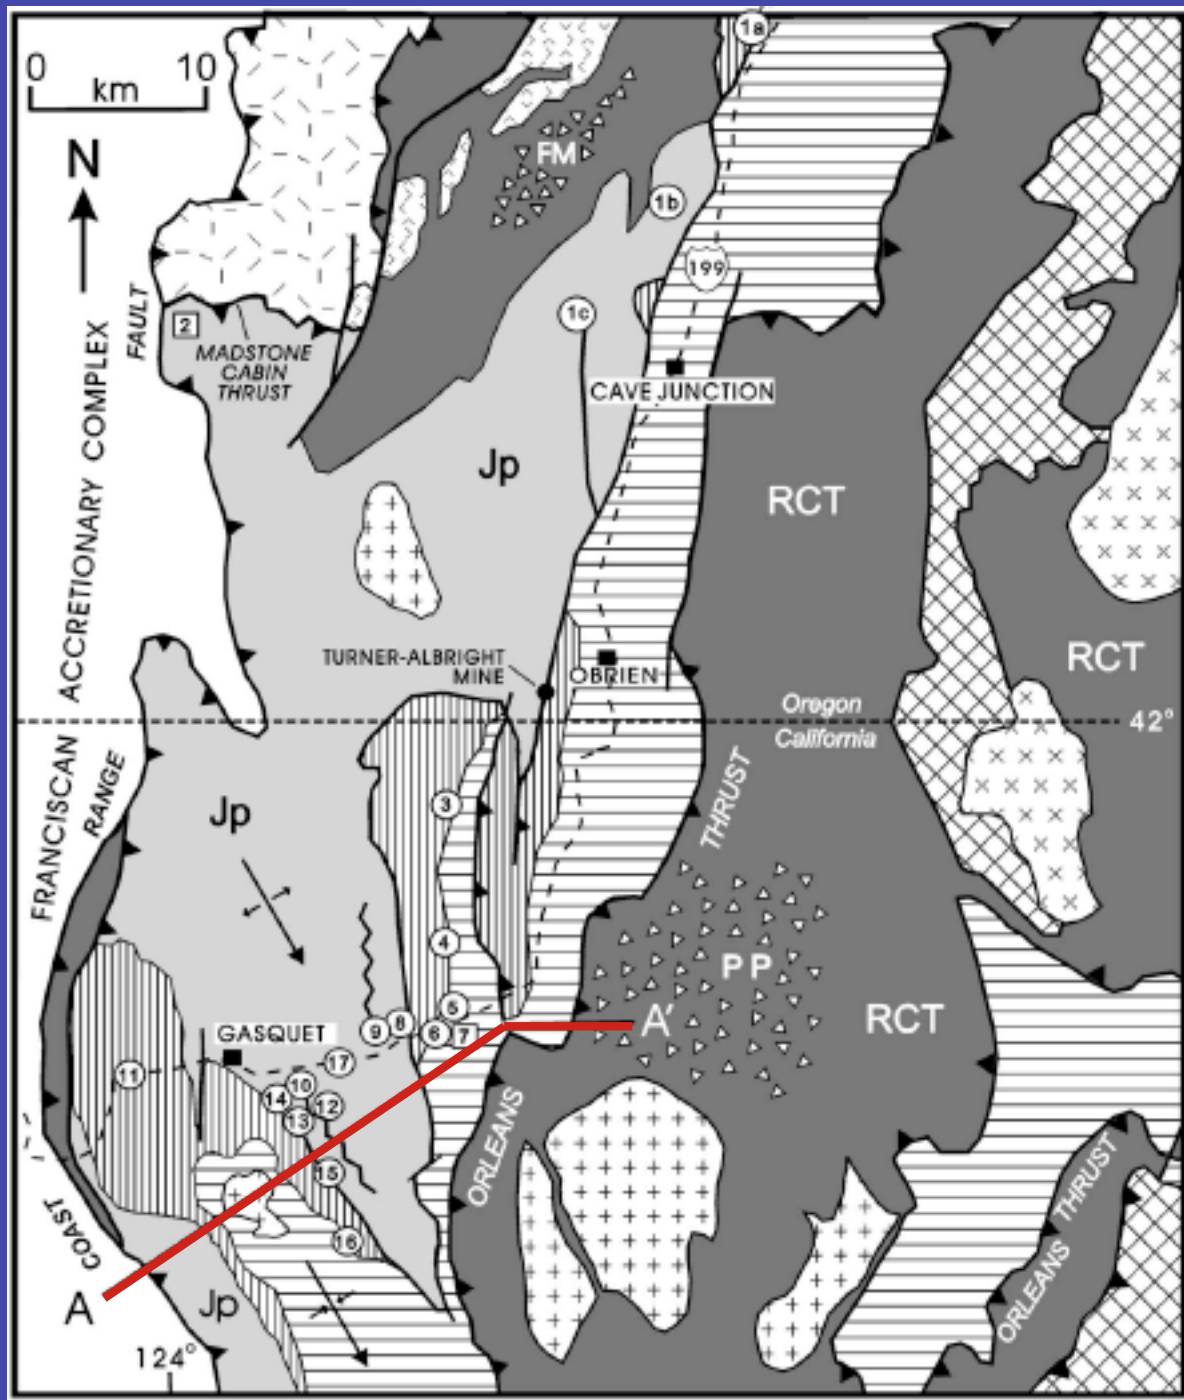 0 10
km
N
1a
FM
1b
199
1c
2
MADSTONE
CABIN
THRUST
CAVE JUNCTION
Jp
RCT
TURNER-ALBRIGHT
MINE
OBRIEN
RCT
Oregon
California
42°
FRANCISCAN ACCRETIONARY COMPLEX
COAST RANGE FAULT
Jp
3
4
5
6
7
8
9
GASQUET
17
11
10
14
12
13
15
16
ORLEANS THRUST
PP
A'
RCT
ORLEANS THRUST
A
Jp
124°